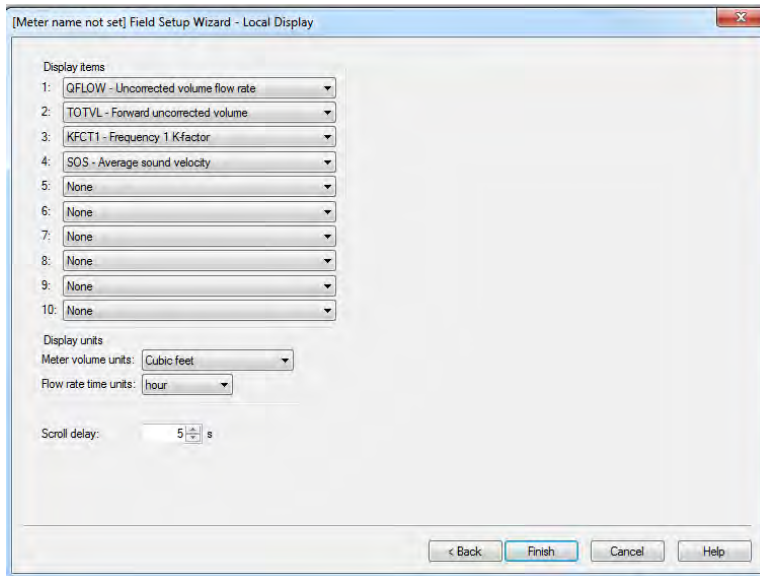 [Meter name not set] Field Setup Wizard - Local Display
x
Display items
1: QFLOW - Uncorrected volume flow rate
2: TOTVL - Forward uncorrected volume
3: KFCT1 - Frequency 1 K-factor
4: SOS - Average sound velocity
5: None
6: None
7: None
8: None
9: None
10: None
Display units
Meter volume units: Cubic feet
Flow rate time units: hour
Scroll delay: 5 s
< Back Finish Cancel Help